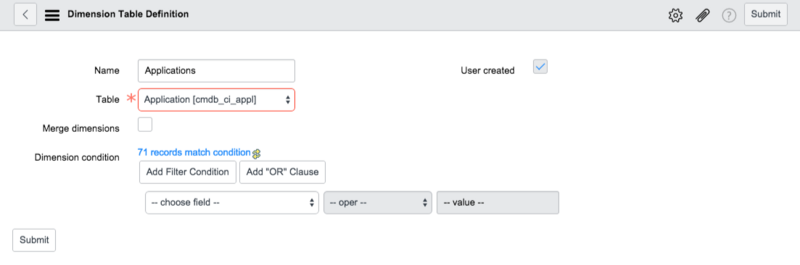 Dimension Table Definition
Submit
Name Applications User created
Table Application [cmdb_ci_appl]
Merge dimensions
Dimension condition 71 records match condition
Add Filter Condition Add "OR" Clause
-- choose field -- -- oper -- -- value --
Submit